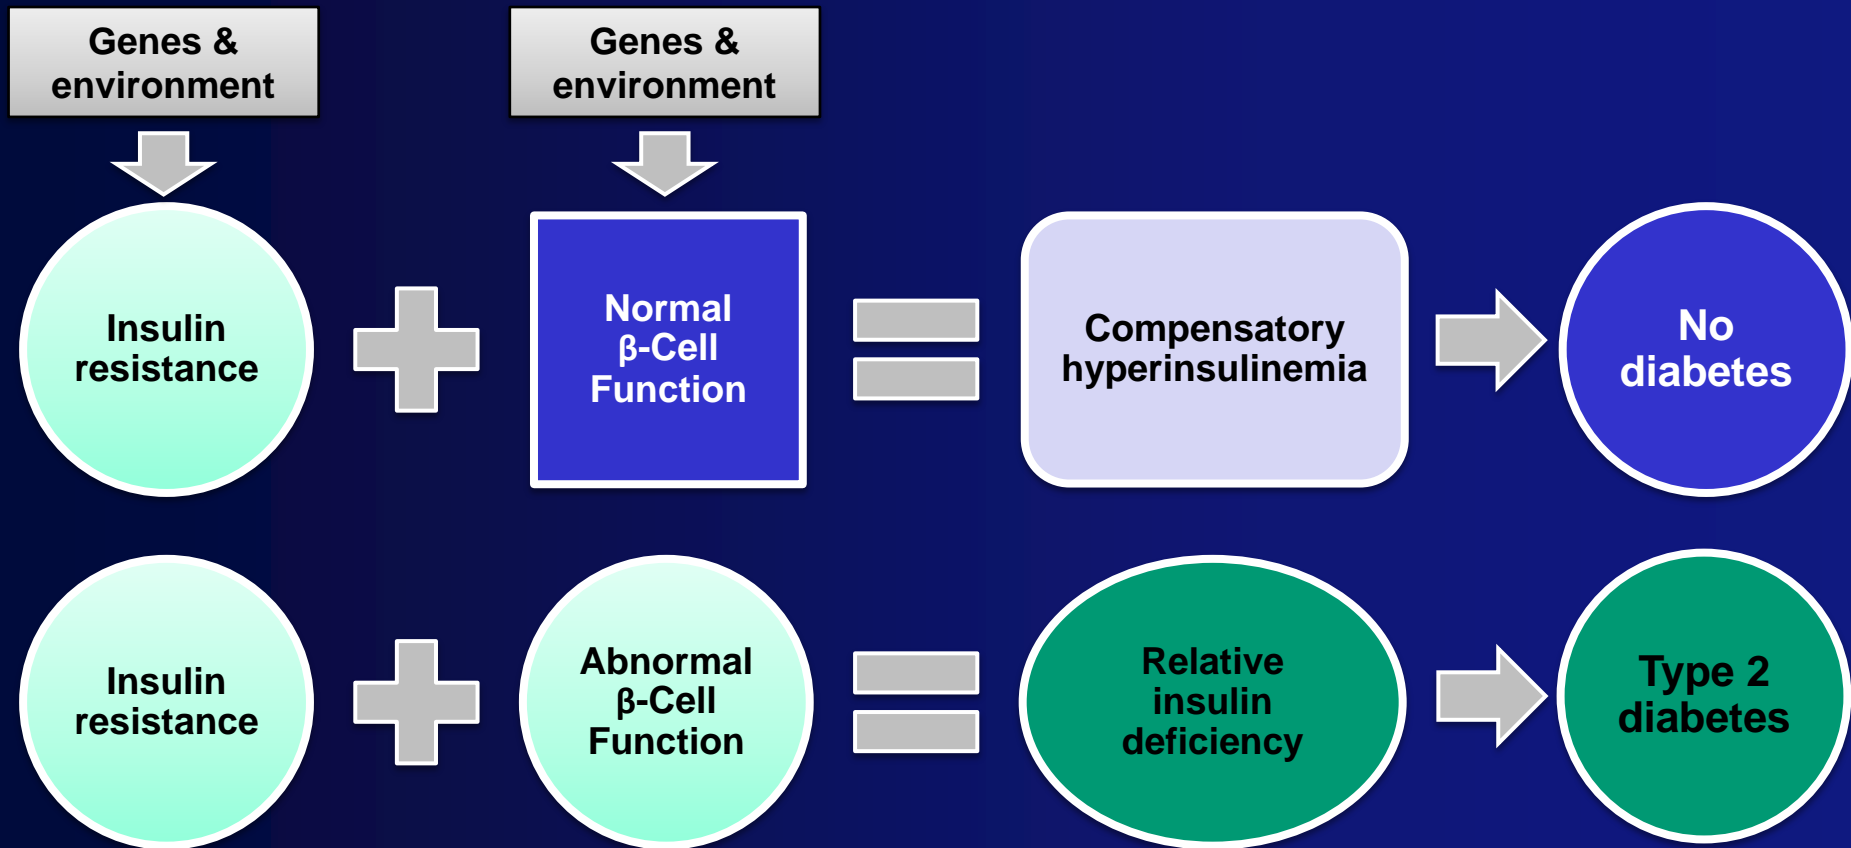 Genes &
environment
Genes &
environment
Insulin
resistance
Normal
β-Cell
Function
Compensatory
hyperinsulinemia
No
diabetes
Insulin
resistance
Abnormal
β-Cell
Function
Relative
insulin
deficiency
Type 2
diabetes